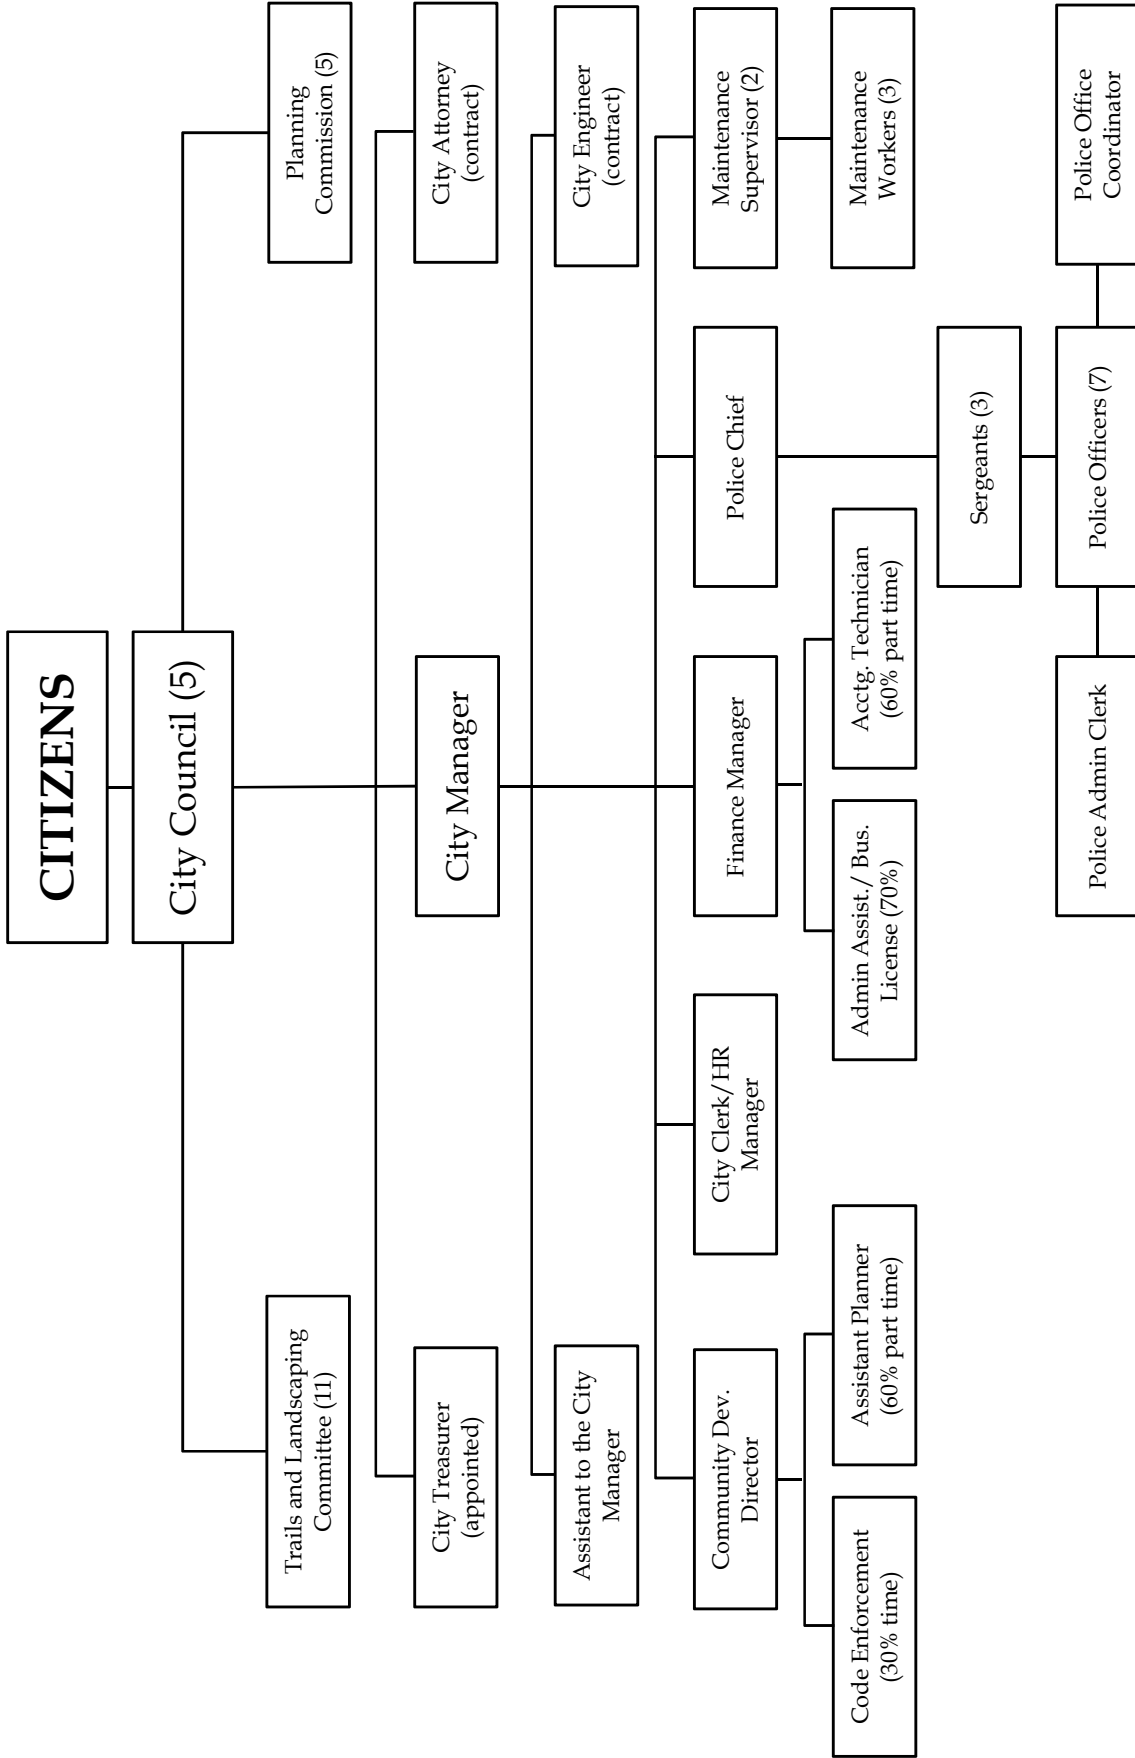 CITIZENS
City Council (5)
Trails and Landscaping
Committee (11)
Planning
Commission (5)
City Treasurer
(appointed)
City Manager
City Attorney
(contract)
Assistant to the City
Manager
City Engineer
(contract)
Community Dev.
Director
City Clerk/HR
Manager
Finance Manager
Police Chief
Maintenance
Supervisor (2)
Code Enforcement
(30% time)
Assistant Planner
(60% part time)
Admin Assist./ Bus.
License (70%)
Acctg. Technician
(60% part time)
Maintenance
Workers (3)
Sergeants (3)
Police Admin Clerk
Police Officers (7)
Police Office
Coordinator